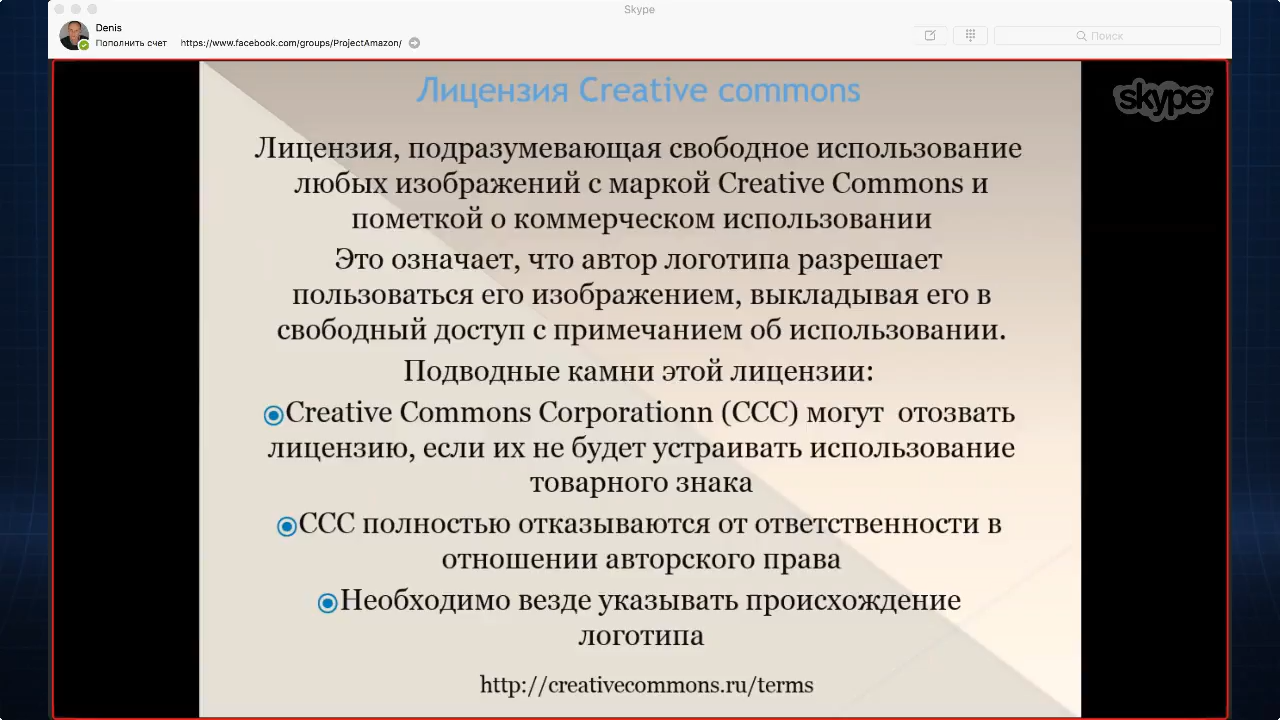 Skype
Denis
Пополнить счет https://www.facebook.com/groups/ProjectAmazon/
Поиск
skype™
Лицензия Creative commons
Лицензия, подразумевающая свободное использование
любых изображений с маркой Creative Commons и
пометкой о коммерческом использовании
Это означает, что автор логотипа разрешает
пользоваться его изображением, выкладывая его в
свободный доступ с примечанием об использовании.
Подводные камни этой лицензии:
Creative Commons Corporationn (CCC) могут отозвать
лицензию, если их не будет устраивать использование
товарного знака
ССС полностью отказываются от ответственности в
отношении авторского права
Необходимо везде указывать происхождение
логотипа
http://creativecommons.ru/terms